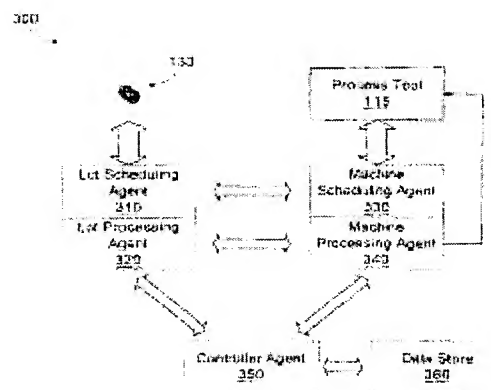 300
130
Process Tool
115
Lot Scheduling
Agent
310
Machine
Scheduling Agent
330
Lot Processing
Agent
320
Machine
Processing Agent
340
Controller Agent
350
Data Store
360